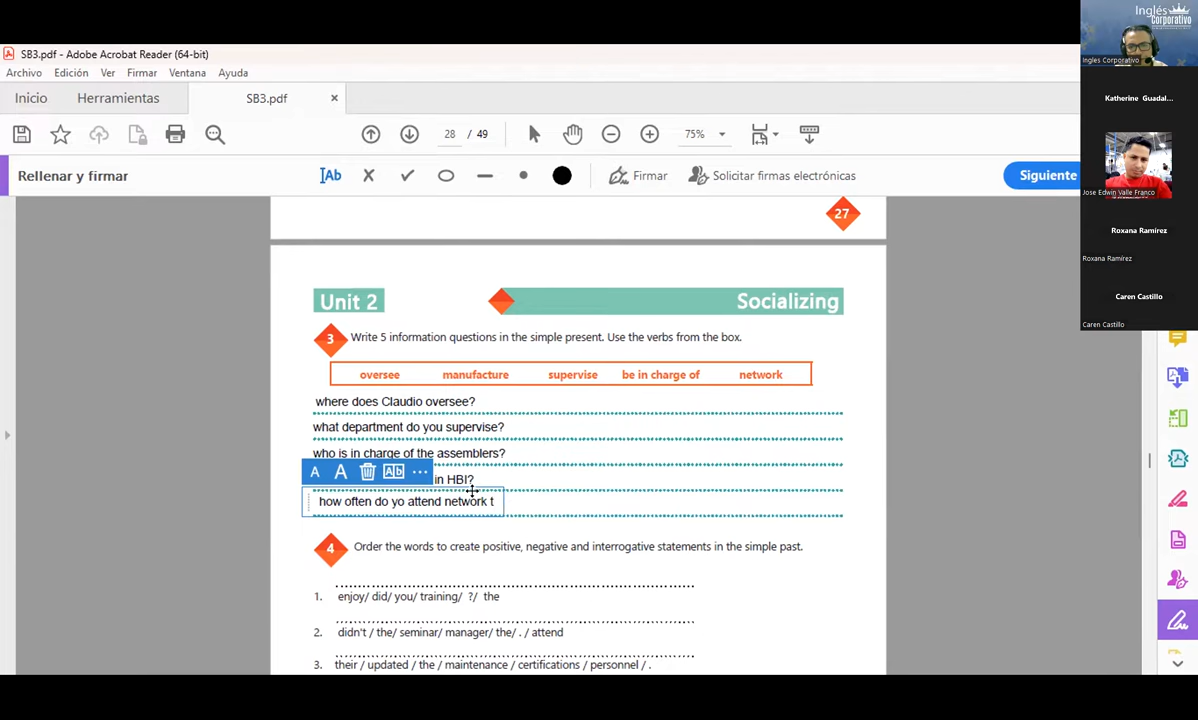 Inglés
Corporativo
Inglés Corporativo
SB3.pdf - Adobe Acrobat Reader (64-bit)
Archivo Edición Ver Firmar Ventana Ayuda
Inicio Herramientas SB3.pdf ×
28 / 49 75%
Rellenar y firmar Ab Firmar Solicitar firmas electrónicas Siguiente
Katherine Guadal...
Jose Edwin Valle Franco
Roxana Ramírez
Roxana Ramírez
Caren Castillo
Caren Castillo
27
Unit 2 Socializing
3 Write 5 information questions in the simple present. Use the verbs from the box.
oversee manufacture supervise be in charge of network
where does Claudio oversee?
what department do you supervise?
who is in charge of the assemblers?
A A Ab ... in HBI?
how often do yo attend network t
4 Order the words to create positive, negative and interrogative statements in the simple past.
1. enjoy/ did/ you/ training/ ?/ the
2. didn't / the/ seminar/ manager/ the/ . / attend
3. their / updated / the / maintenance / certifications / personnel / .